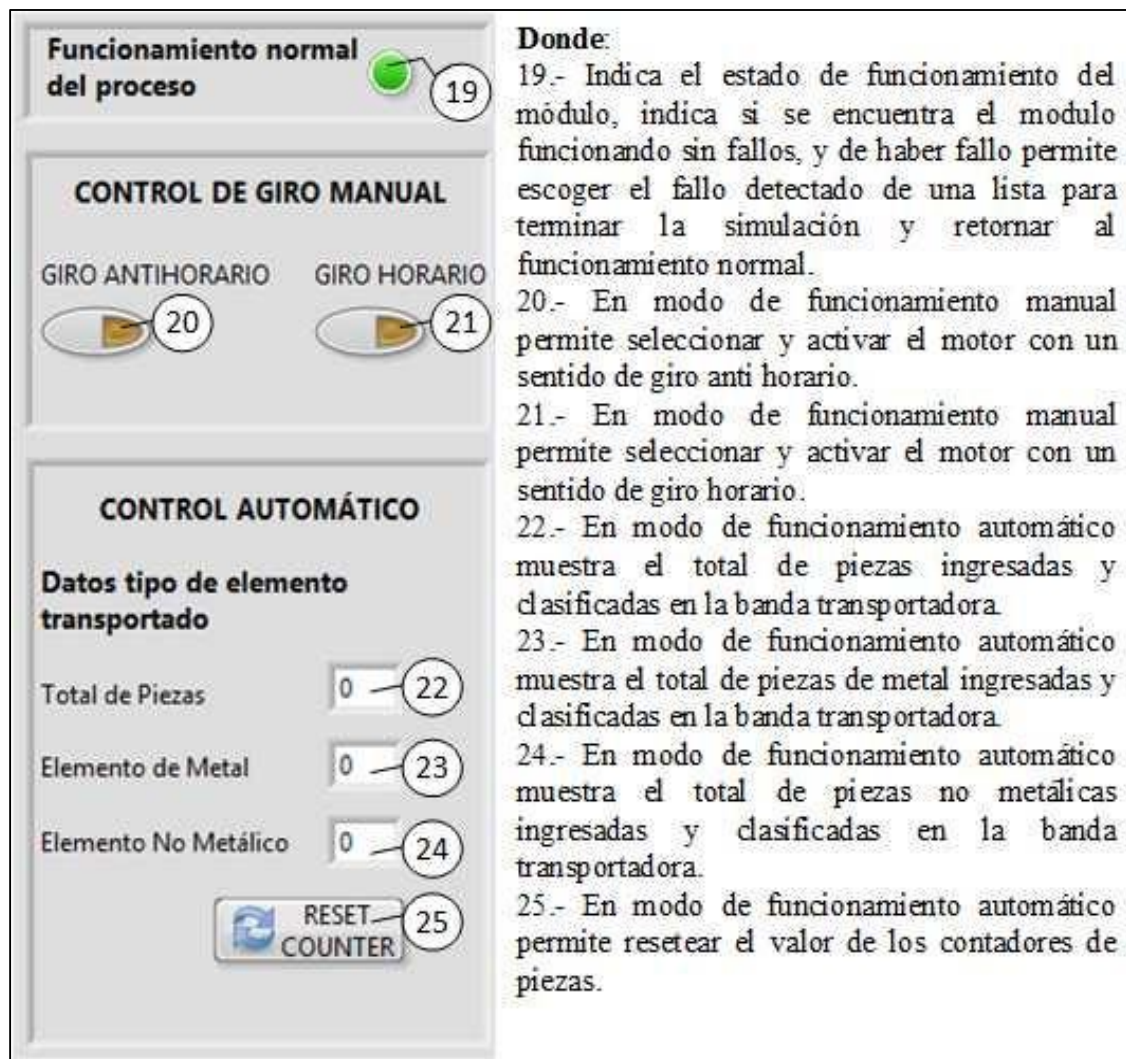 Funcionamiento normal
del proceso
19
CONTROL DE GIRO MANUAL
GIRO ANTIHORARIO
GIRO HORARIO
20
21
CONTROL AUTOMÁTICO
Datos tipo de elemento
transportado
Total de Piezas
0
22
Elemento de Metal
0
23
Elemento No Metálico
0
24
RESET
COUNTER
25
Donde:
19.- Indica el estado de funcionamiento del
módulo, indica si se encuentra el modulo
funcionando sin fallos, y de haber fallo permite
escoger el fallo detectado de una lista para
terminar la simulación y retornar al
funcionamiento normal.
20.- En modo de funcionamiento manual
permite seleccionar y activar el motor con un
sentido de giro anti horario.
21.- En modo de funcionamiento manual
permite seleccionar y activar el motor con un
sentido de giro horario.
22.- En modo de funcionamiento automático
muestra el total de piezas ingresadas y
clasificadas en la banda transportadora.
23.- En modo de funcionamiento automático
muestra el total de piezas de metal ingresadas y
clasificadas en la banda transportadora.
24.- En modo de funcionamiento automático
muestra el total de piezas no metálicas
ingresadas y clasificadas en la banda
transportadora.
25.- En modo de funcionamiento automático
permite resetear el valor de los contadores de
piezas.